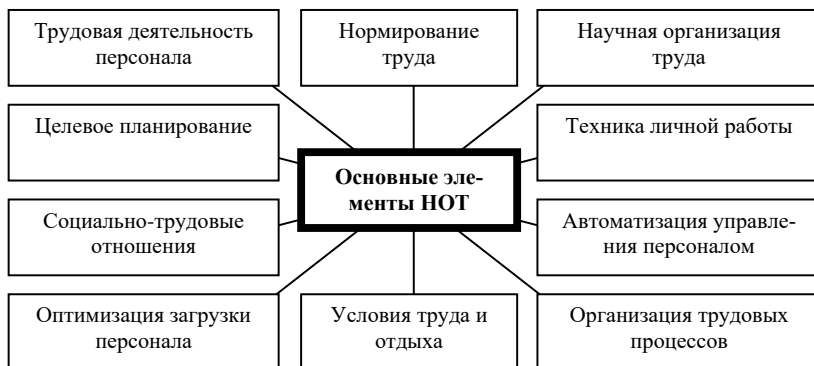 Трудовая деятельность
персонала
Нормирование
труда
Научная организация
труда
Целевое планирование
Техника личной работы
Основные эле-
менты НОТ
Социально-трудовые
отношения
Автоматизация управле-
ния персоналом
Оптимизация загрузки
персонала
Условия труда и
отдыха
Организация трудовых
процессов